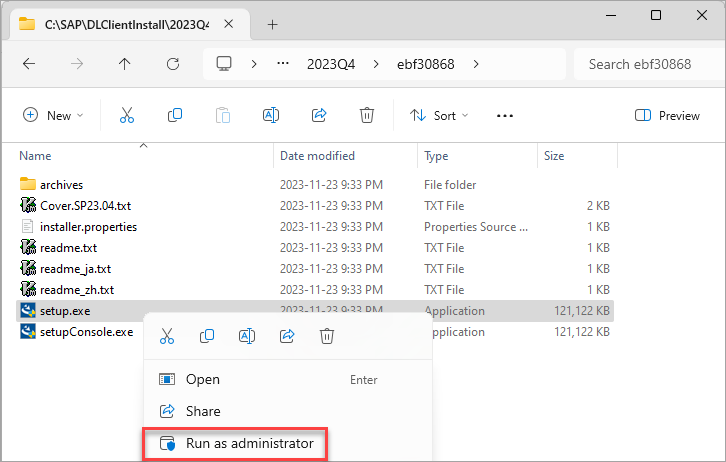 C:\SAP\DLClientInstall\2023Q4
2023Q4 ebf30868 Search ebf30868
New Sort Preview
Name Date modified Type Size
archives 2023-11-23 9:33 PM File folder
Cover.SP23.04.txt 2023-11-23 9:33 PM TXT File 2 KB
installer.properties 2023-11-23 9:33 PM Properties Source ... 1 KB
readme.txt 2023-11-23 9:33 PM TXT File 1 KB
readme_ja.txt 2023-11-23 9:33 PM TXT File 1 KB
readme_zh.txt 2023-11-23 9:33 PM TXT File 1 KB
setup.exe 2023-11-23 9:33 PM Application 121,122 KB
setupConsole.exe pplication 121,122 KB
Open Enter
Share
Run as administrator